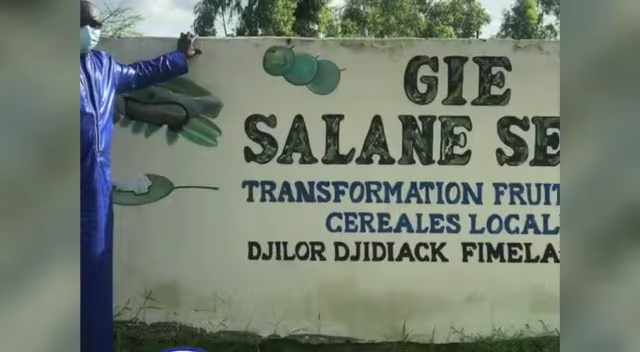 GIE
SALANE SE
TRANSFORMATION FRUIT
CEREALES LOCAL
DJILOR DJIDIACK FIMELA